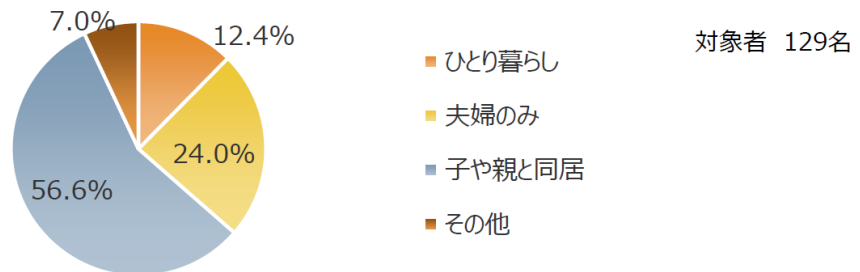 7.0%
12.4%
24.0%
56.6%
ひとり暮らし
夫婦のみ
子や親と同居
その他
対象者 129名